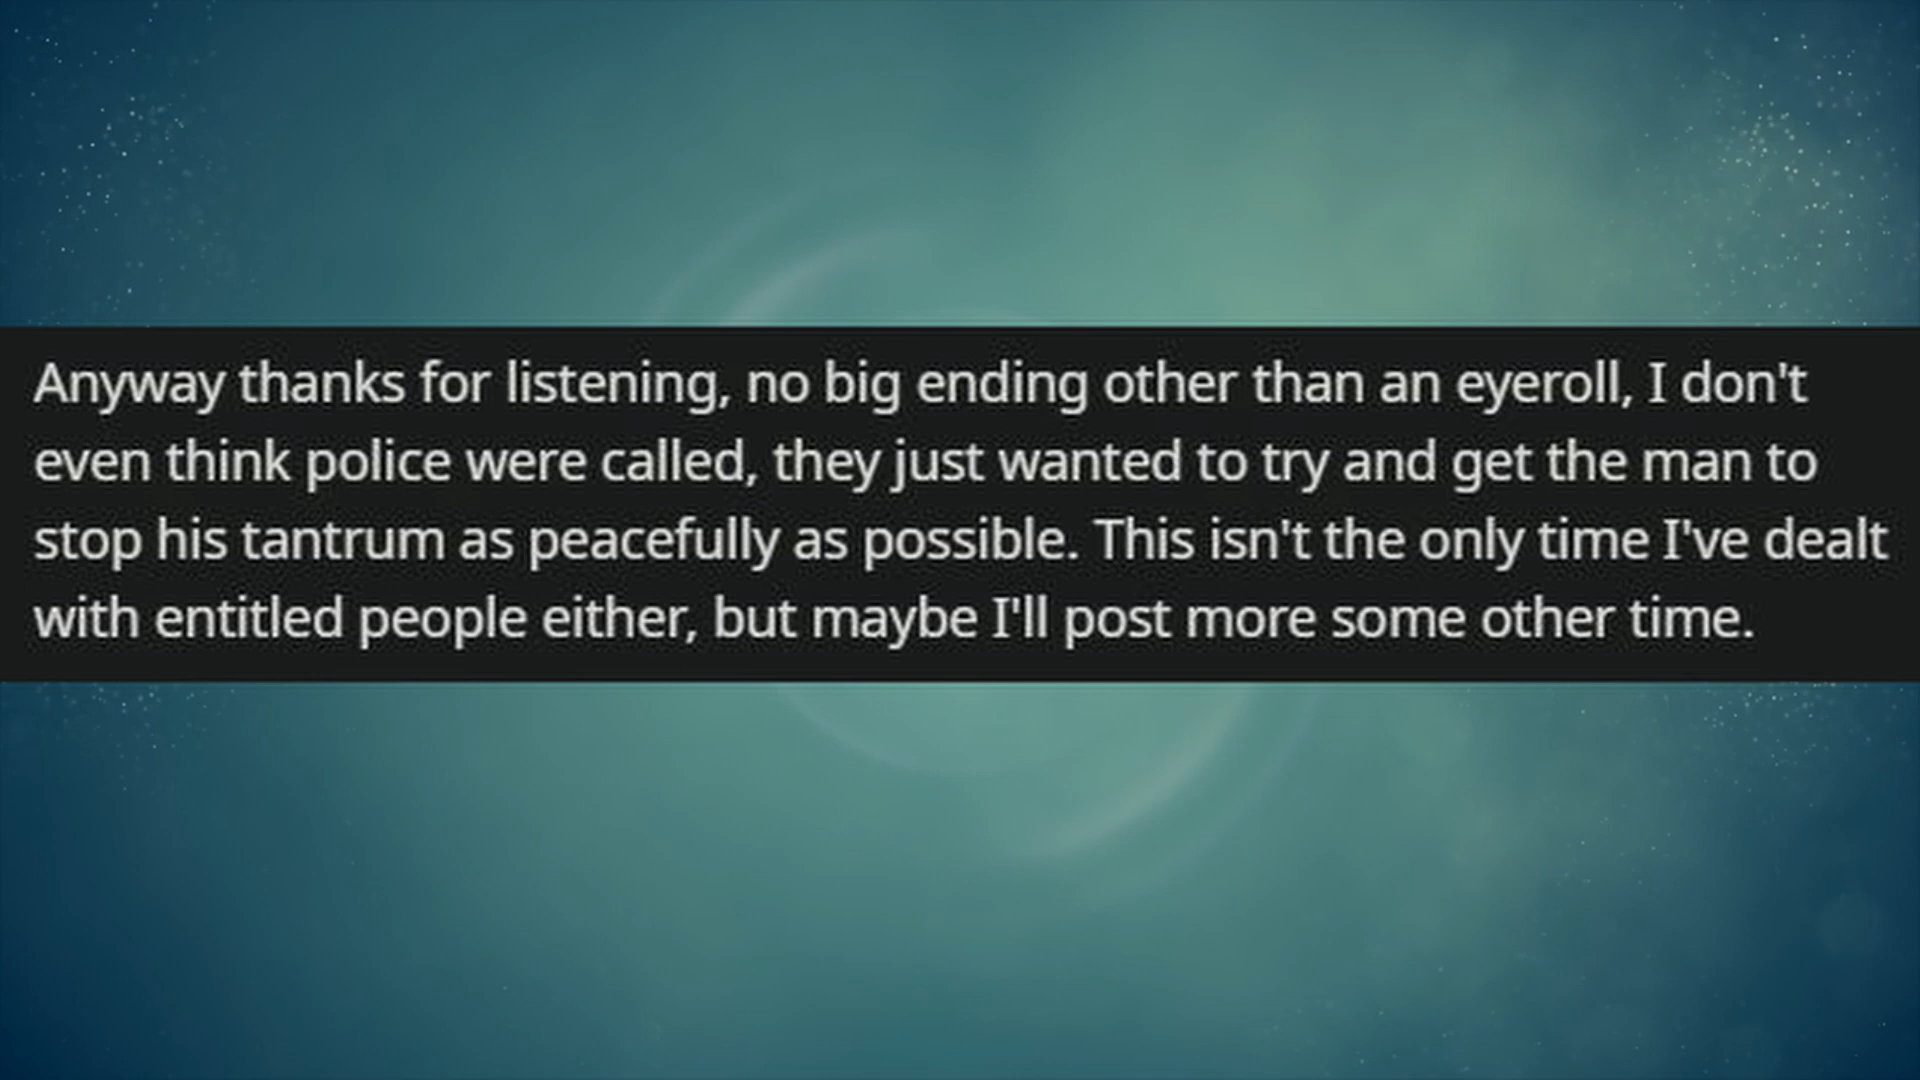 Anyway thanks for listening, no big ending other than an eyeroll, I don't
even think police were called, they just wanted to try and get the man to
stop his tantrum as peacefully as possible. This isn't the only time I've dealt
with entitled people either, but maybe I'll post more some other time.